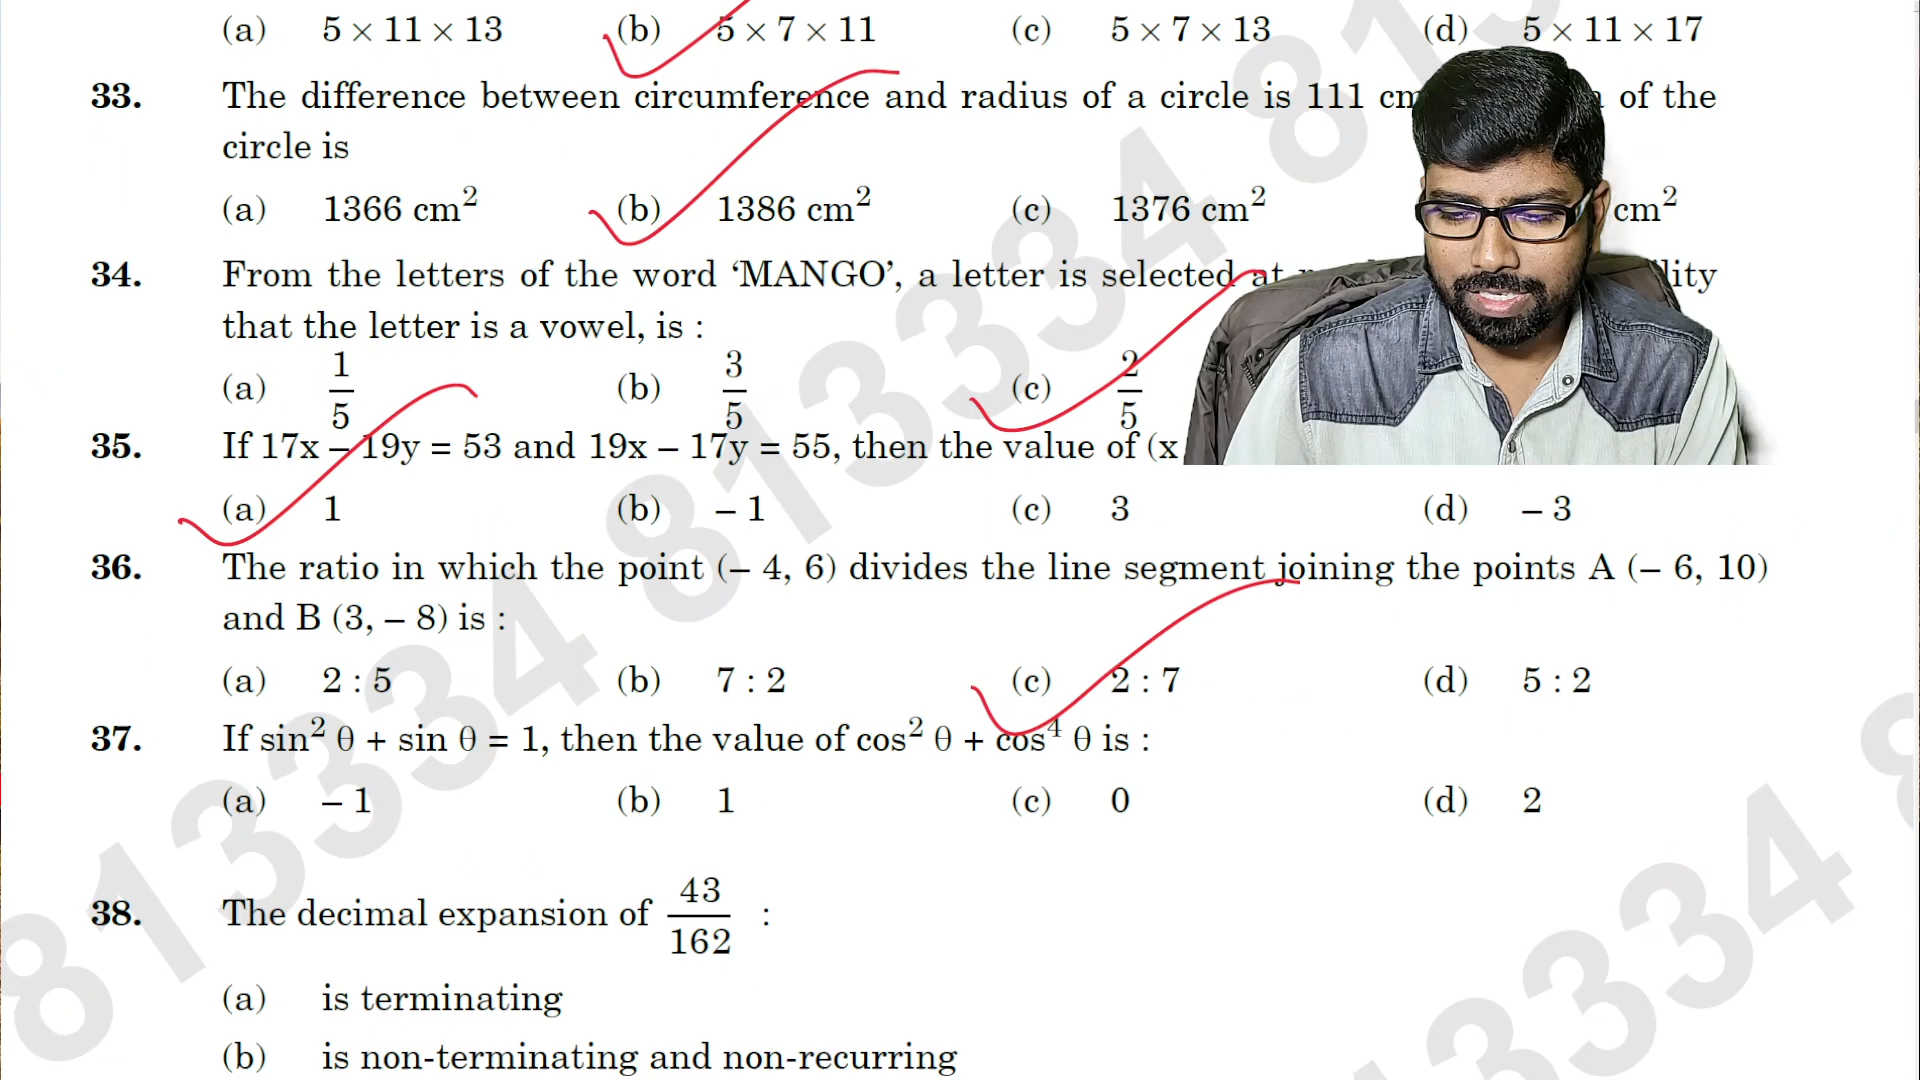 (a) 5 × 11 × 13 (b) 5 × 7 × 11 (c) 5 × 7 × 13 (d) 5 × 11 × 17
33. The difference between circumference and radius of a circle is 111 cm of the
circle is
(a) 1366 cm² (b) 1386 cm² (c) 1376 cm² cm²
34. From the letters of the word ‘MANGO’, a letter is selected at
that the letter is a vowel, is :
(a) 1/5 (b) 3/5 (c) 2/5
35. If 17x – 19y = 53 and 19x – 17y = 55, then the value of (x
(a) 1 (b) – 1 (c) 3 (d) – 3
36. The ratio in which the point (– 4, 6) divides the line segment joining the points A (– 6, 10)
and B (3, – 8) is :
(a) 2 : 5 (b) 7 : 2 (c) 2 : 7 (d) 5 : 2
37. If sin² θ + sin θ = 1, then the value of cos² θ + cos⁴ θ is :
(a) – 1 (b) 1 (c) 0 (d) 2
38. The decimal expansion of 43/162 :
(a) is terminating
(b) is non-terminating and non-recurring
81334 81334 813
81334 8